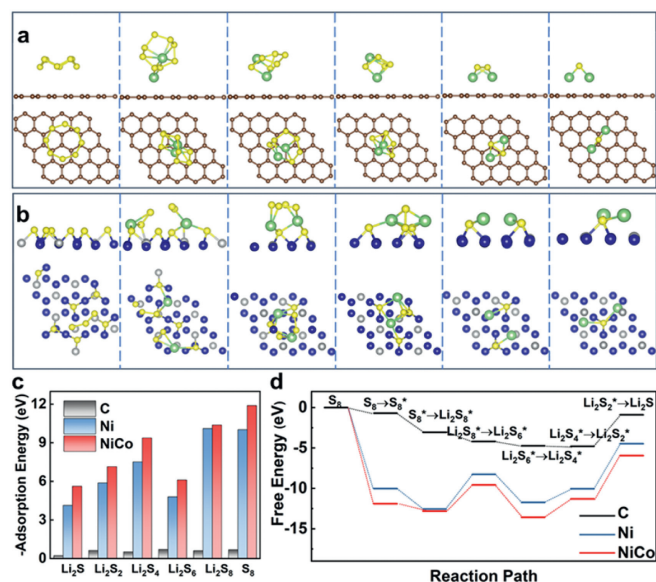 a
b
c
-Adsorption Energy (eV)
12
9
6
3
0
C
Ni
NiCo
Li₂S Li₂S₂ Li₂S₄ Li₂S₆ Li₂S₈ S₈
d
Free Energy (eV)
0
-5
-10
-15
S₈
S₈→S₈*
S₈*→Li₂S₈*
Li₂S₈*→Li₂S₆*
Li₂S₆*→Li₂S₄*
Li₂S₄*→Li₂S₂*
Li₂S₂*→Li₂S
C
Ni
NiCo
Reaction Path